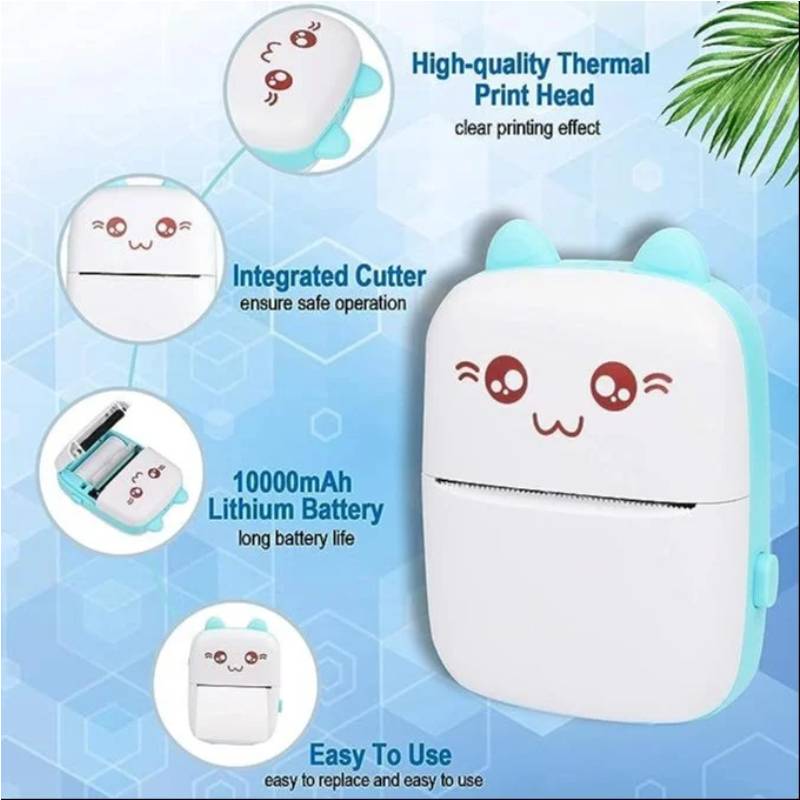 High-quality Thermal
Print Head
clear printing effect
Integrated Cutter
ensure safe operation
10000mAh
Lithium Battery
long battery life
Easy To Use
easy to replace and easy to use